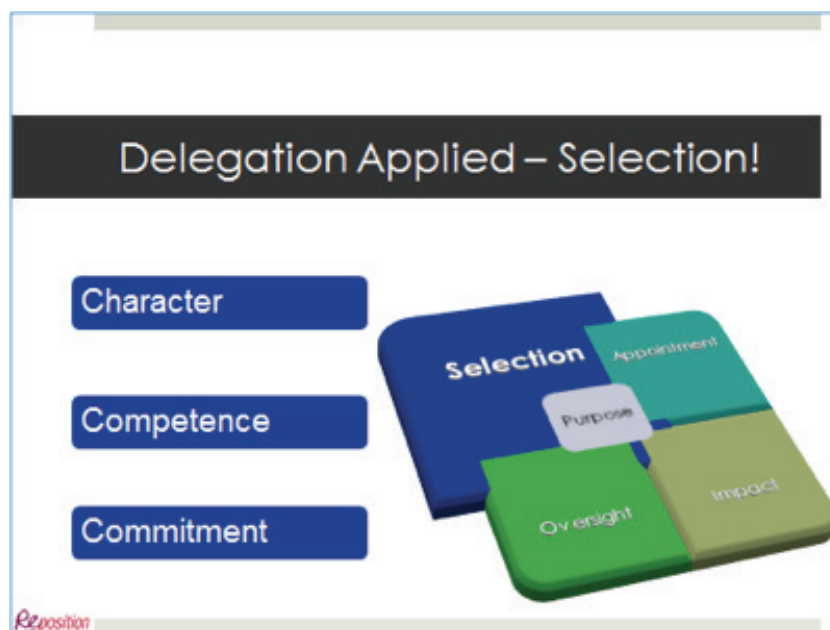 Delegation Applied – Selection!
Character
Competence
Commitment
Selection
Appointment
Purpose
Oversight
Impact
Reposition